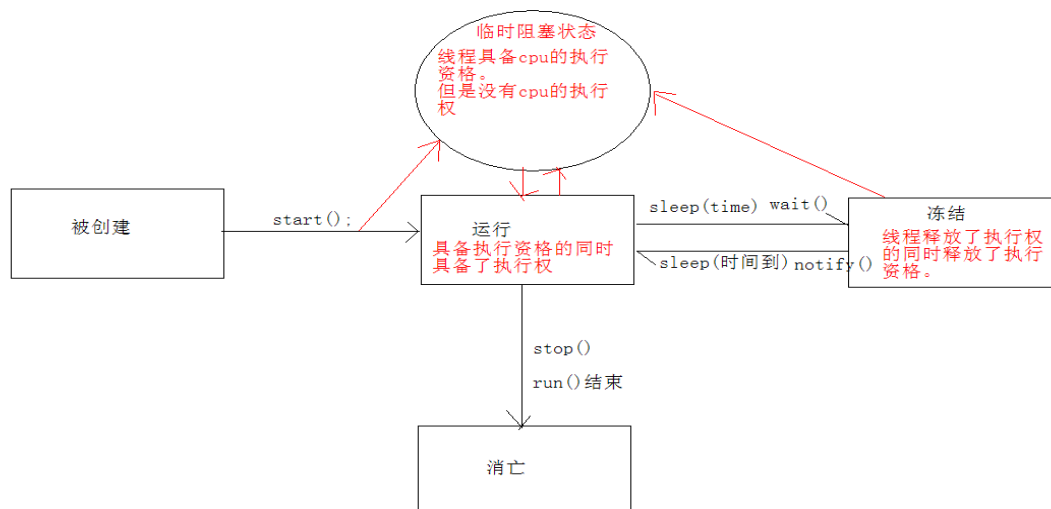 临时阻塞状态
线程具备cpu的执行
资格。
但是没有cpu的执行
权
被创建
start();
运行
具备执行资格的同时
具备了执行权
sleep(time) wait()
sleep(时间到) notify()
冻结
线程释放了执行权
的同时释放了执行
资格。
stop()
run()结束
消亡